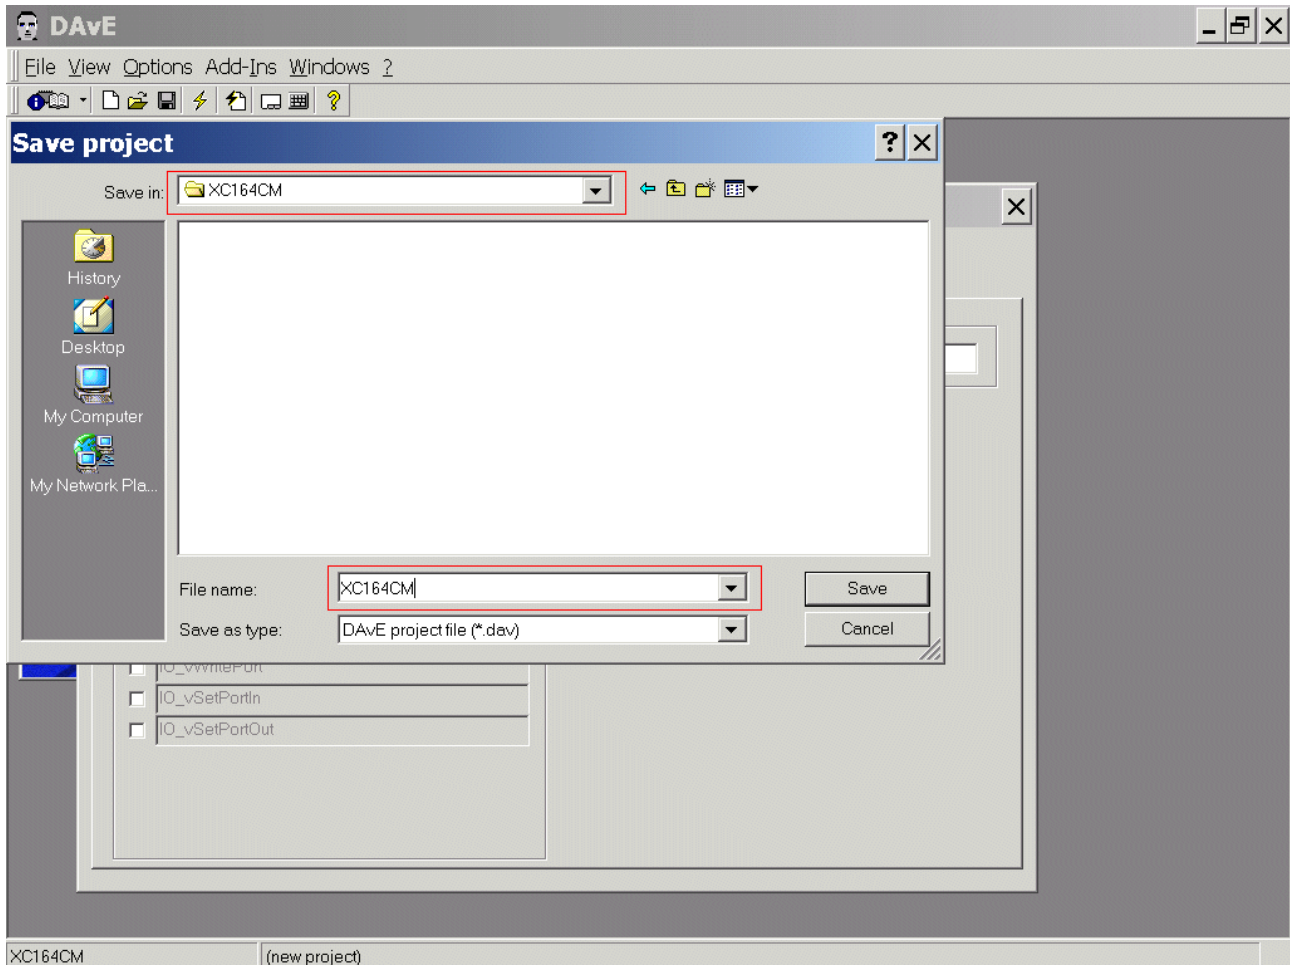 DAvE
File View Options Add-Ins Windows ?
Save project
Save in: XC164CM
History
Desktop
My Computer
My Network Pla...
File name: XC164CM Save
Save as type: DAvE project file (*.dav) Cancel
IO_vWritePort
IO_vSetPortIn
IO_vSetPortOut
XC164CM (new project)